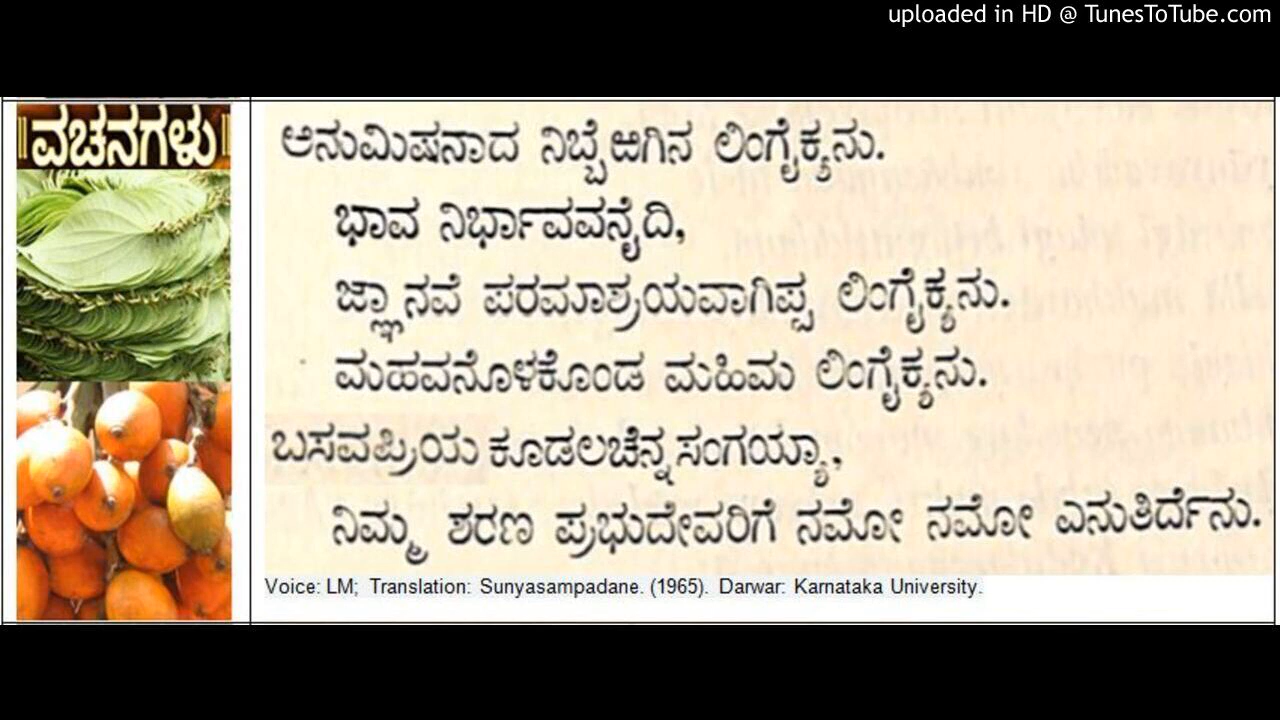 uploaded in HD @ TunesToTube.com
॥ವಚನಗಳು॥
ಅನುಮಿಷನಾದ ನಿಬ್ಬೆಱಗಿನ ಲಿಂಗೈಕ್ಯನು.
ಭಾವ ನಿರ್ಭಾವವನೈದಿ,
ಜ್ಞಾನವೆ ಪರಮಾಶ್ರಯವಾಗಿಪ್ಪ ಲಿಂಗೈಕ್ಯನು.
ಮಹವನೊಳಕೊಂಡ ಮಹಿಮ ಲಿಂಗೈಕ್ಯನು.
ಬಸವಪ್ರಿಯ ಕೂಡಲಚೆನ್ನಸಂಗಯ್ಯಾ,
ನಿಮ್ಮ ಶರಣ ಪ್ರಭುದೇವರಿಗೆ ನಮೋ ನಮೋ ಎನುತಿರ್ದೆನು.
Voice: LM; Translation: Sunyasampadane. (1965). Darwar: Karnataka University.